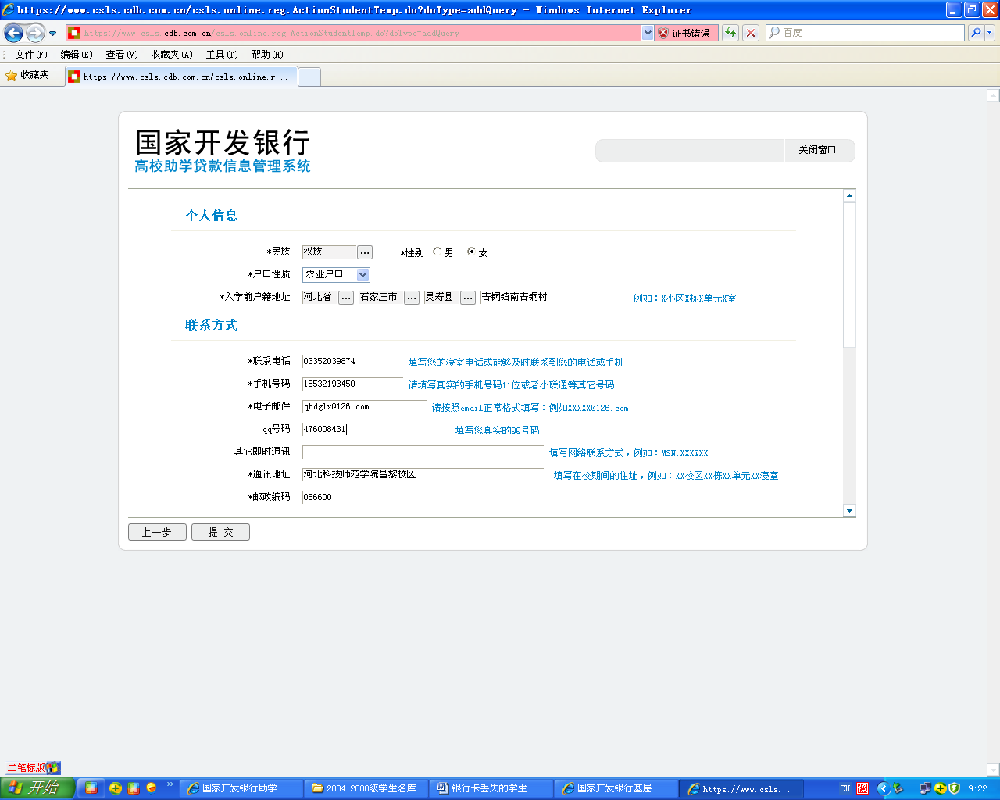 https://www.csls.cdb.com.cn/csls.online.reg.ActionStudentTemp.do?doType=addQuery - Windows Internet Explorer
https://www.csls.cdb.com.cn/csls.online.reg.ActionStudentTemp.do?doType=addQuery 证书错误 百度
文件(F) 编辑(E) 查看(V) 收藏夹(A) 工具(T) 帮助(H)
收藏夹 https://www.csls.cdb.com.cn/csls.online.r...
国家开发银行
高校助学贷款信息管理系统
关闭窗口
个人信息
*民族 汉族 ... *性别 男 女
*户口性质 农业户口
*入学前户籍地址 河北省 ... 石家庄市 ... 灵寿县 ... 青铜镇南青铜村 例如：X小区X栋X单元X室
联系方式
*联系电话 03352039874 填写您的寝室电话或能够及时联系到您的电话或手机
*手机号码 15532193450 请填写真实的手机号码11位或者小联通等其它号码
*电子邮件 qhdglx@126.com 请按照email正常格式填写：例如XXXXX@126.com
qq号码 476008431 填写您真实的QQ号码
其它即时通讯 填写网络联系方式，例如：MSN:XXX@XX
*通讯地址 河北科技师范学院昌黎校区 填写在校期间的住址，例如：XX校区XX栋XX单元XX寝室
*邮政编码 066600
上一步 提 交
二笔标版
开始 国家开发银行助学... 2004-2008级学生名库 银行卡丢失的学生... 国家开发银行基层... https://www.csls... CH 9:22